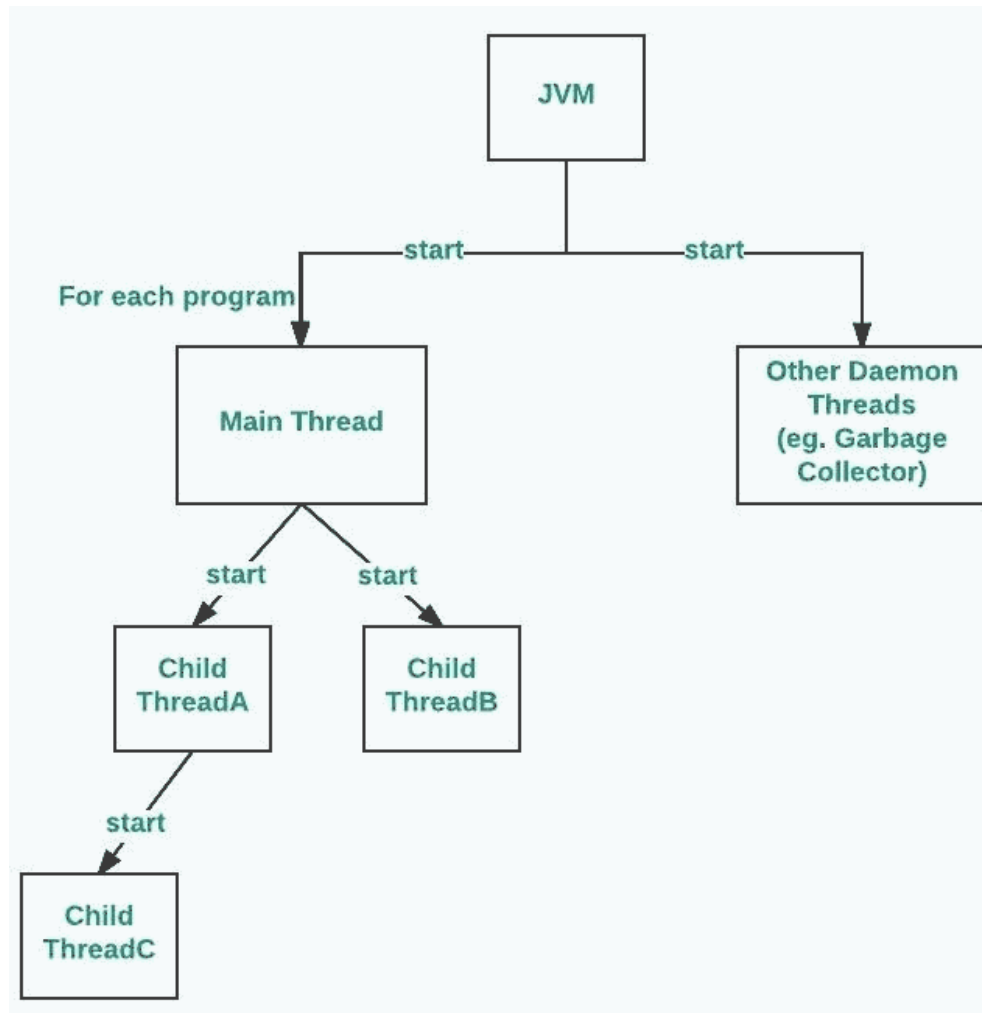 JVM
start
start
For each program
Main Thread
Other Daemon
Threads
(eg. Garbage
Collector)
start
start
Child
ThreadA
Child
ThreadB
start
Child
ThreadC